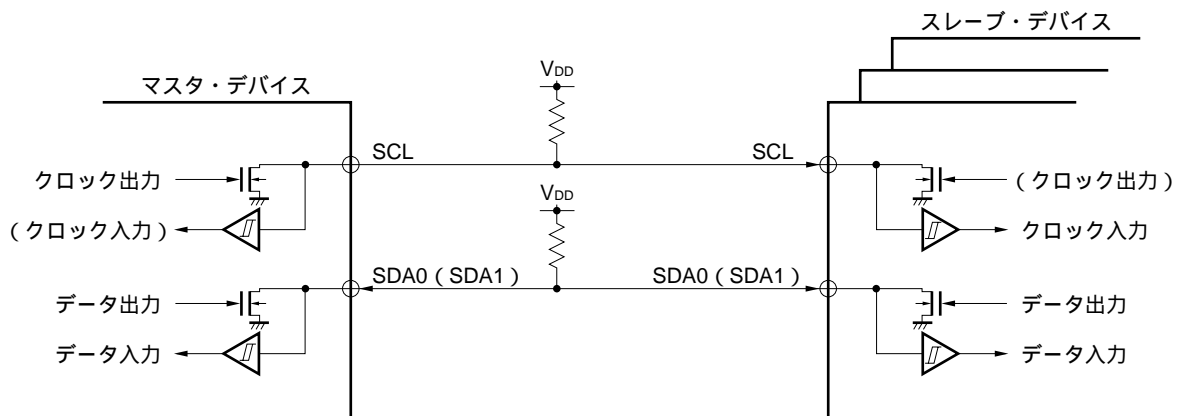 スレーブ・デバイス
マスタ・デバイス
VDD
SCL
SCL
クロック出力
(クロック出力)
VDD
(クロック入力)
クロック入力
SDA0(SDA1)
SDA0(SDA1)
データ出力
データ出力
データ入力
データ入力